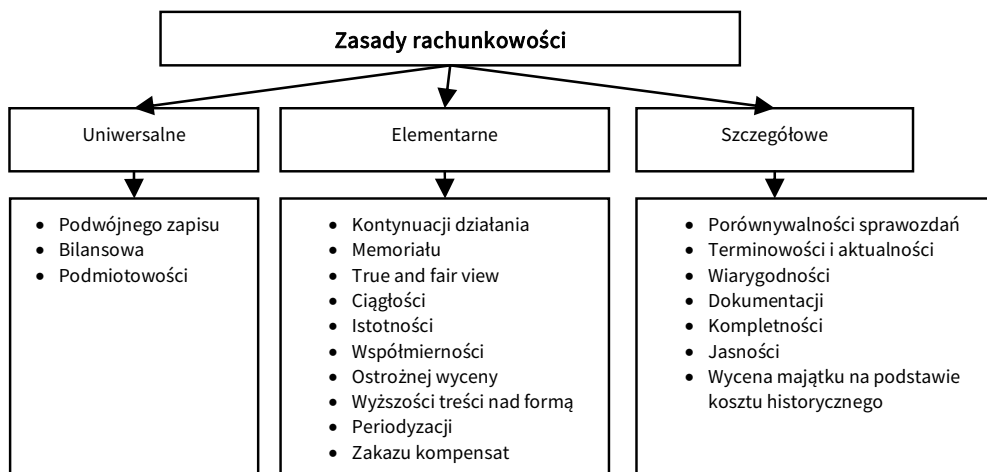 Zasady rachunkowości
Uniwersalne
Elementarne
Szczegółowe
• Podwójnego zapisu
• Bilansowa
• Podmiotowości
• Kontynuacji działania
• Memoriału
• True and fair view
• Ciągłości
• Istotności
• Współmierności
• Ostrożnej wyceny
• Wyższości treści nad formą
• Periodyzacji
• Zakazu kompensat
• Porównywalności sprawozdań
• Terminowości i aktualności
• Wiarygodności
• Dokumentacji
• Kompletności
• Jasności
• Wycena majątku na podstawie
kosztu historycznego